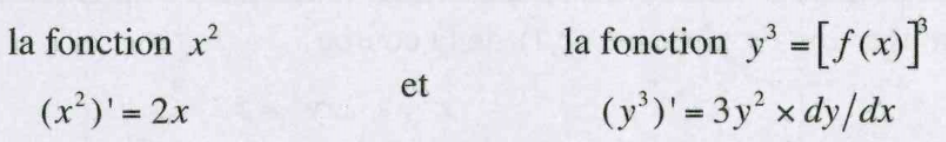 la fonction x²
(x²)' = 2x
et
la fonction y³ = [f(x)]³
(y³)' = 3y² × dy/dx